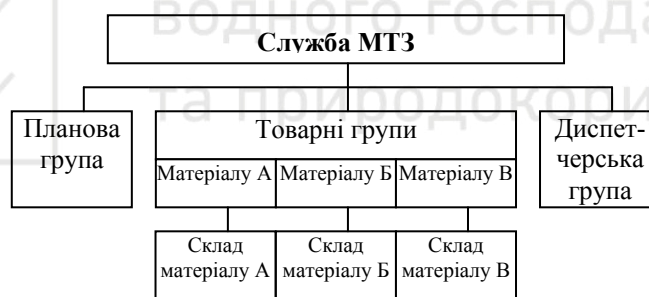 водного господа
Служба МТЗ
та природокори
Планова
група
Товарні групи
Диспет-
черська
група
Матеріалу А
Матеріалу Б
Матеріалу В
Склад
матеріалу А
Склад
матеріалу Б
Склад
матеріалу В